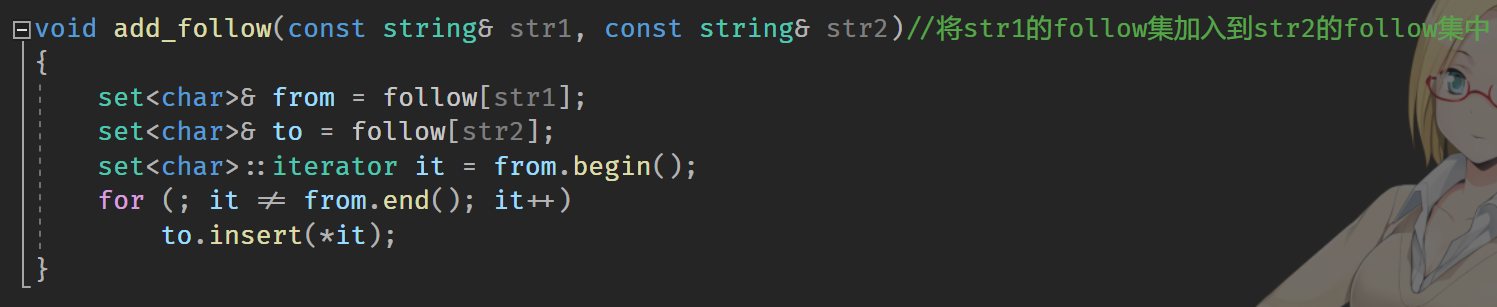 void add_follow(const string& str1, const string& str2)//将str1的follow集加入到str2的follow集中
{
    set<char>& from = follow[str1];
    set<char>& to = follow[str2];
    set<char>::iterator it = from.begin();
    for (; it != from.end(); it++)
        to.insert(*it);
}